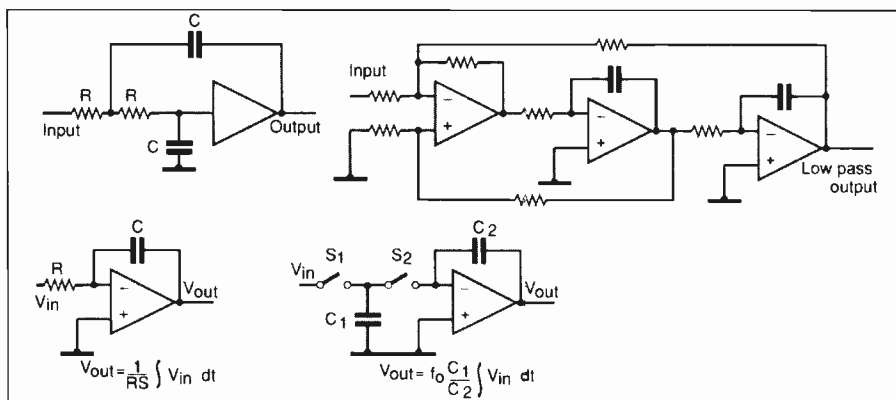 C
R
R
Input
C
Output
Input
−
+
−
+
−
+
Low pass
output
C
R
Vin
−
+
Vout
Vout = 1/RS ∫ Vin dt
Vin
S1
S2
C1
C2
−
+
Vout
Vout = fo C1/C2 ∫ Vin dt